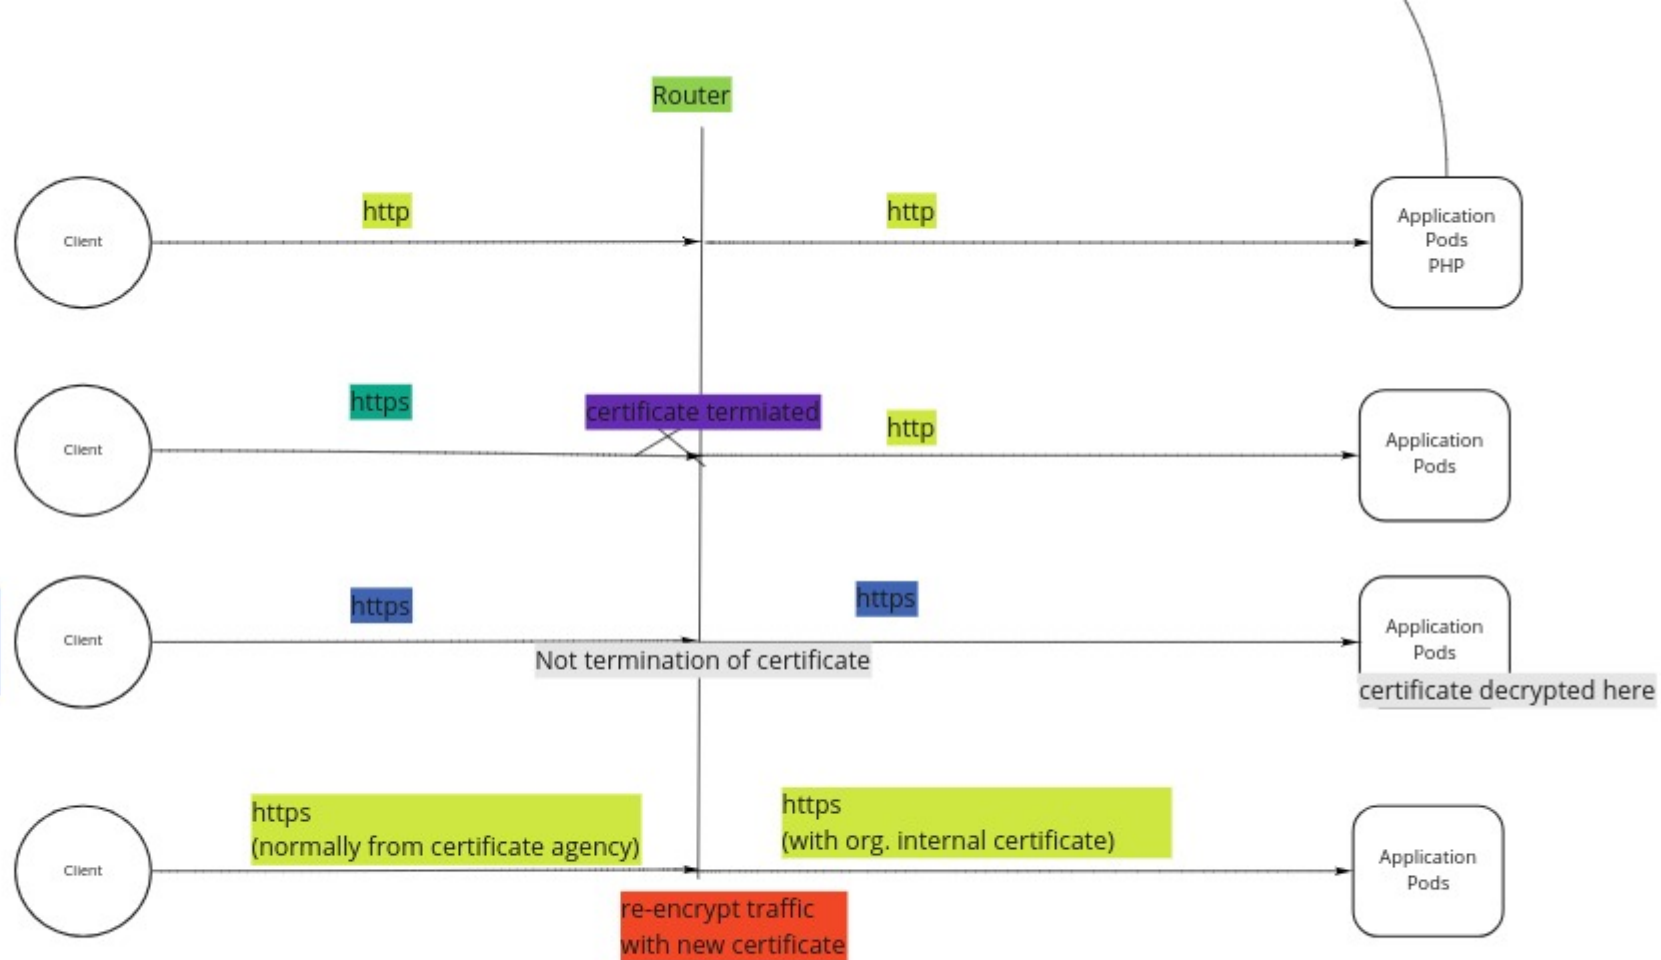 Router
Client
http
http
Application
Pods
PHP
Client
https
certificate termiated
http
Application
Pods
Client
https
https
Not termination of certificate
Application
Pods
certificate decrypted here
Client
https
(normally from certificate agency)
https
(with org. internal certificate)
Application
Pods
re-encrypt traffic
with new certificate